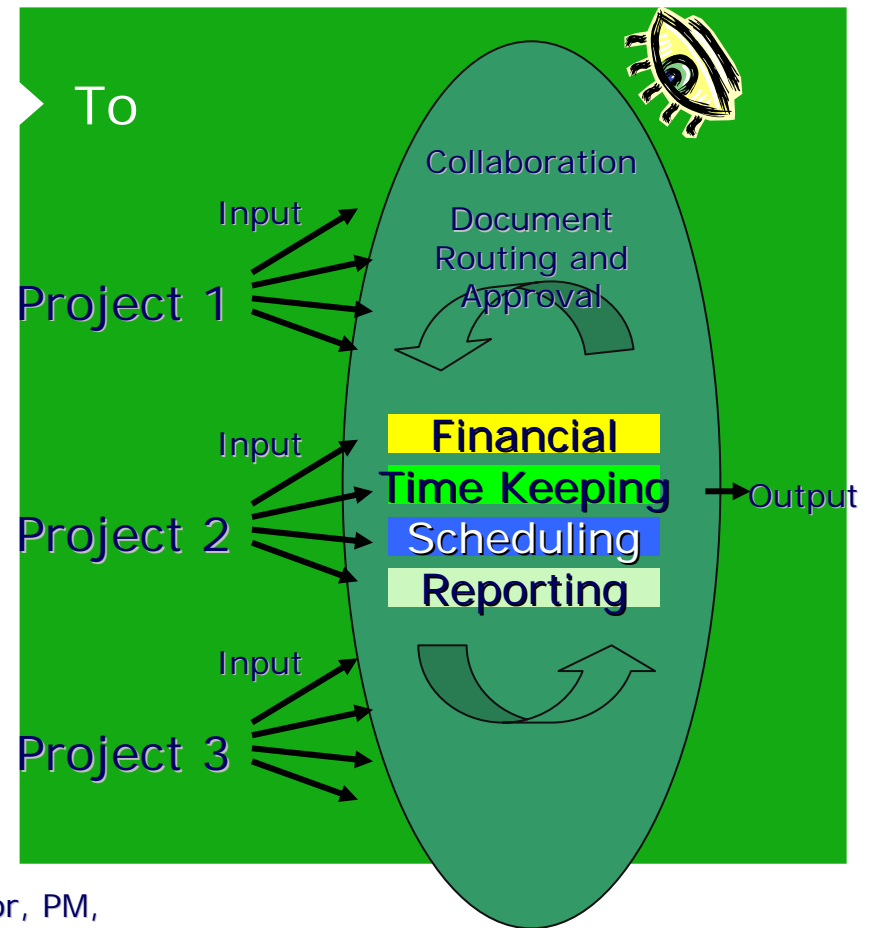 To
Collaboration
Input
Document
Routing and
Approval
Project 1
Input
Financial
Time Keeping
Output
Project 2
Scheduling
Reporting
Input
Project 3
PM,